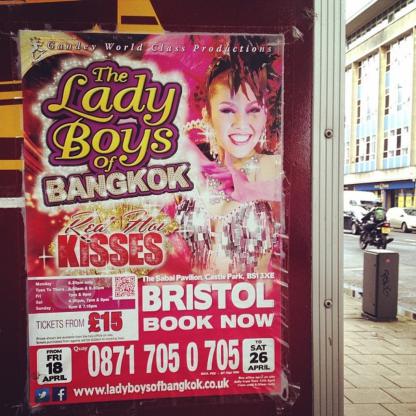 Gandey World Class Productions
The
Lady
Boys
Of
BANGKOK
Red Hot
KISSES
The Sabai Pavilion, Castle Park, BS1 3XE
BRISTOL
BOOK NOW
Monday
Tues To Thurs
Fri
Sat
Sunday
TICKETS FROM £15
FROM
FRI
18
APRIL
0871 705 0 705
TO
SAT
26
APRIL
www.ladyboysofbangkok.co.uk